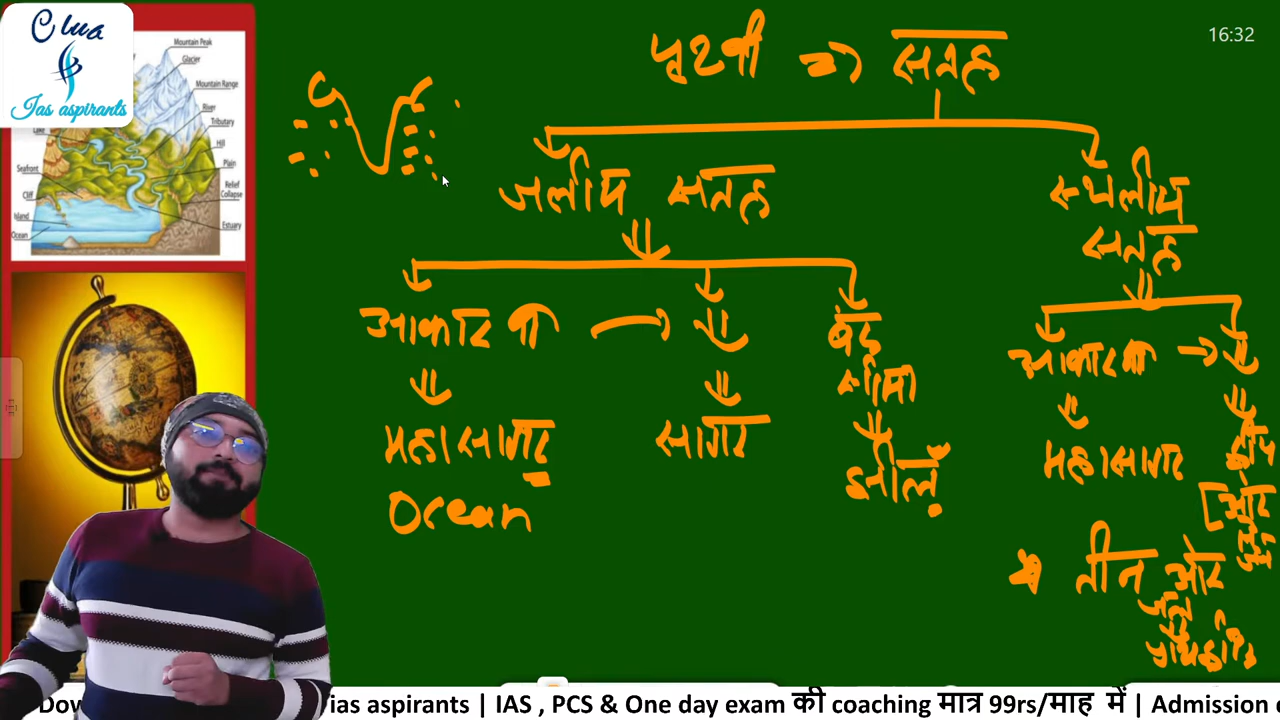 Clua
Ias aspirants
Mountain Peak
Glacier
Mountain Range
River
Tributary
Lake
Hill
Plain
Seafront
Relief
Collapse
Cliff
Island
Estuary
Ocean
16:32
पृथ्वी => सतह
जलीय सतह
स्थलीय
सतह
आकार की
बंद
सीमा
महासागर
सागर
झीलें
Ocean
महासागर
द्वीप
तीन ओर
जल
Dow
ias aspirants | IAS , PCS & One day exam की coaching मात्र 99rs/माह में | Admission